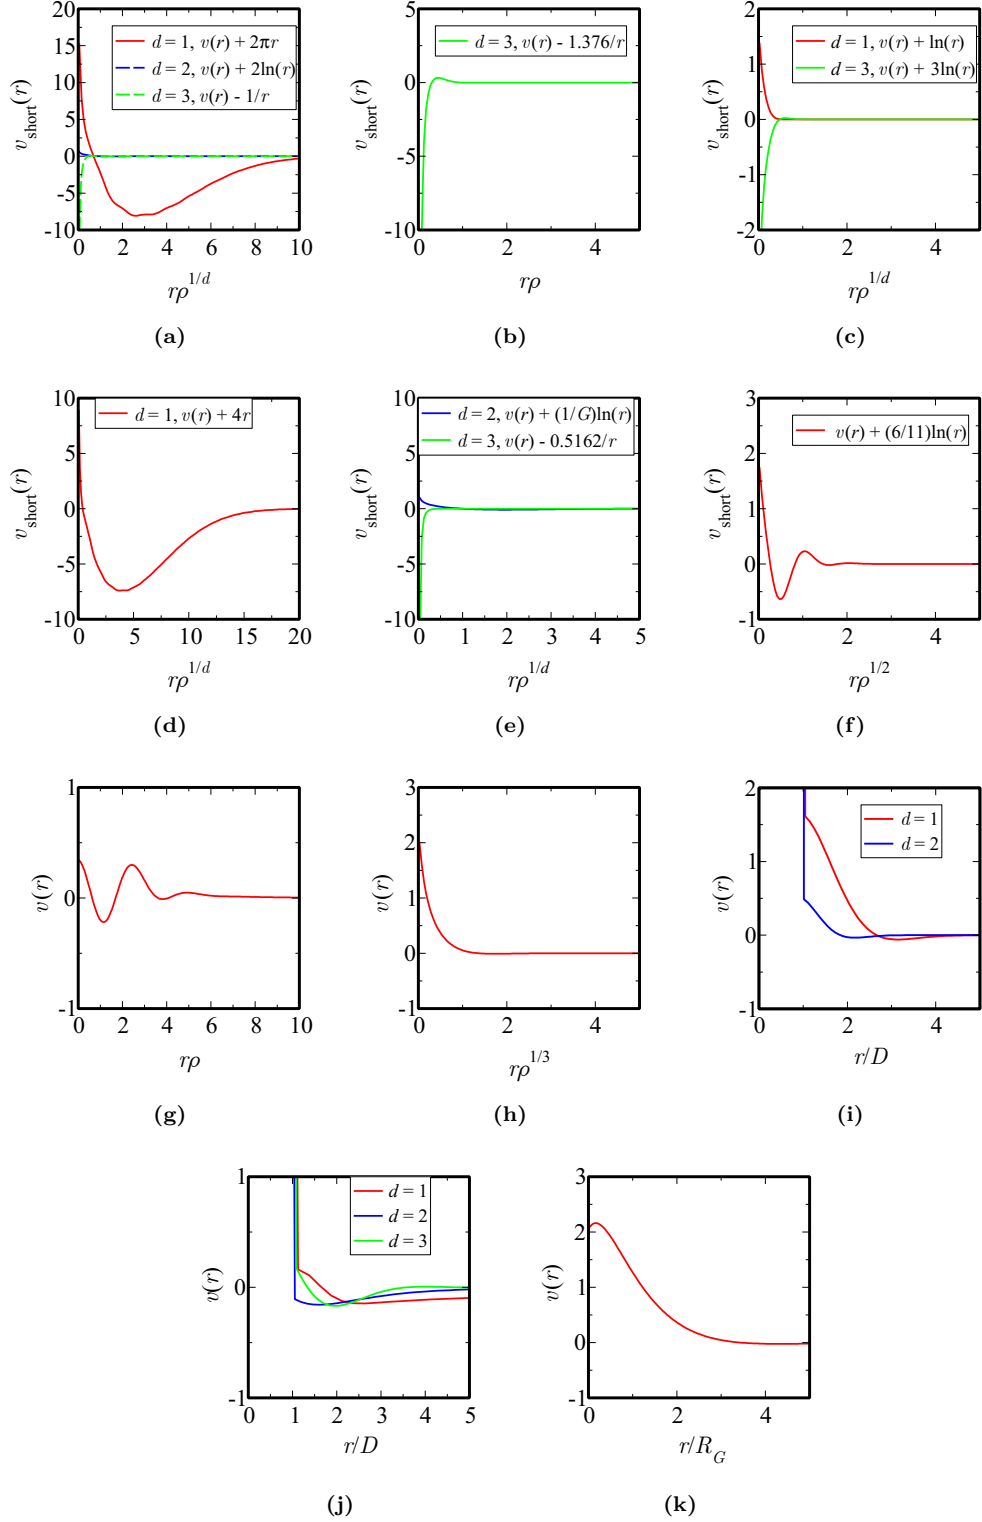 20
15
10
5
0
-5
-10
v_short(r)
d = 1, v(r) + 2πr
d = 2, v(r) + 2ln(r)
d = 3, v(r) - 1/r
0 2 4 6 8 10
rρ^{1/d}
(a)
5
0
-5
-10
v_short(r)
d = 3, v(r) - 1.376/r
0 2 4
rρ
(b)
2
1
0
-1
-2
v_short(r)
d = 1, v(r) + ln(r)
d = 3, v(r) + 3ln(r)
0 2 4
rρ^{1/d}
(c)
10
5
0
-5
-10
v_short(r)
d = 1, v(r) + 4r
0 5 10 15 20
rρ^{1/d}
(d)
10
5
0
-5
-10
v_short(r)
d = 2, v(r) + (1/G)ln(r)
d = 3, v(r) - 0.5162/r
0 1 2 3 4 5
rρ^{1/d}
(e)
3
2
1
0
-1
v_short(r)
v(r) + (6/11)ln(r)
0 2 4
rρ^{1/2}
(f)
1
0
-1
v(r)
0 2 4 6 8 10
rρ
(g)
3
2
1
0
-1
v(r)
0 2 4
rρ^{1/3}
(h)
2
1
0
-1
v(r)
d = 1
d = 2
0 2 4
r/D
(i)
1
0
-1
v(r)
d = 1
d = 2
d = 3
0 1 2 3 4 5
r/D
(j)
3
2
1
0
-1
v(r)
0 2 4
r/R_G
(k)